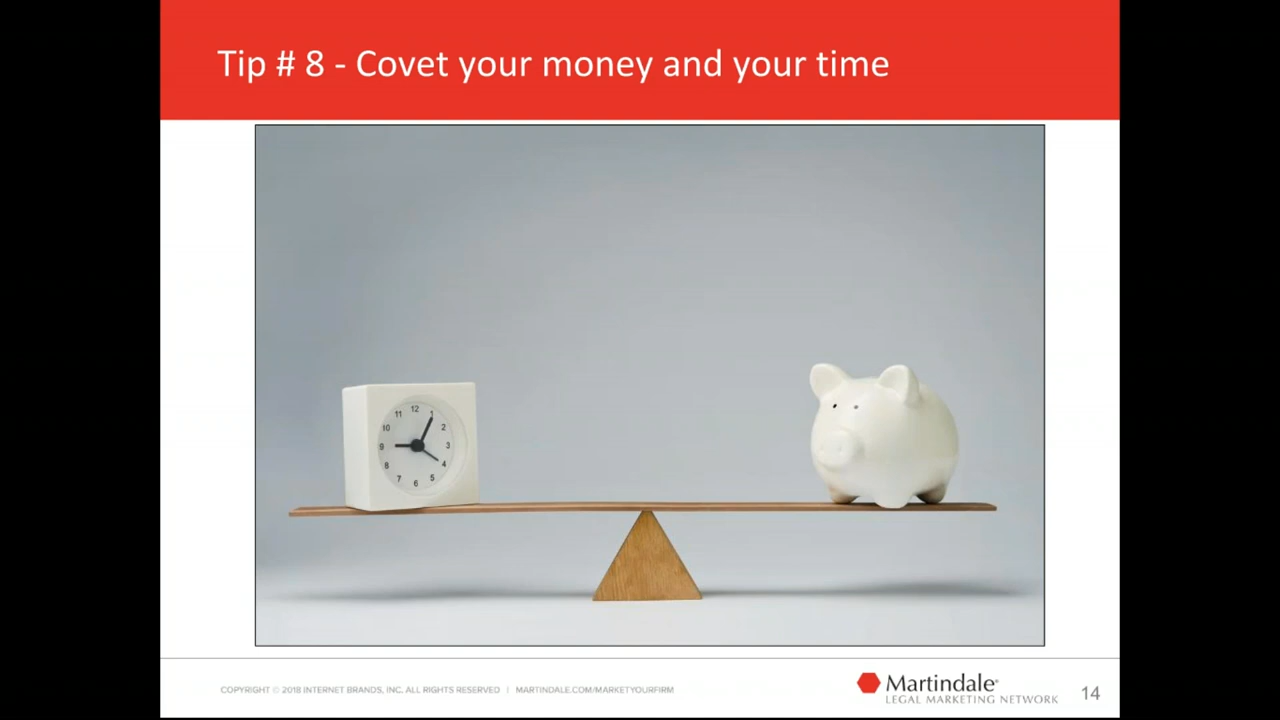 Tip # 8 - Covet your money and your time
11 12 1
10 2
9 3
8 4
7 6 5
COPYRIGHT © 2018 INTERNET BRANDS, INC. ALL RIGHTS RESERVED | MARTINDALE.COM/MARKETYOURFIRM
Martindale®
LEGAL MARKETING NETWORK
14